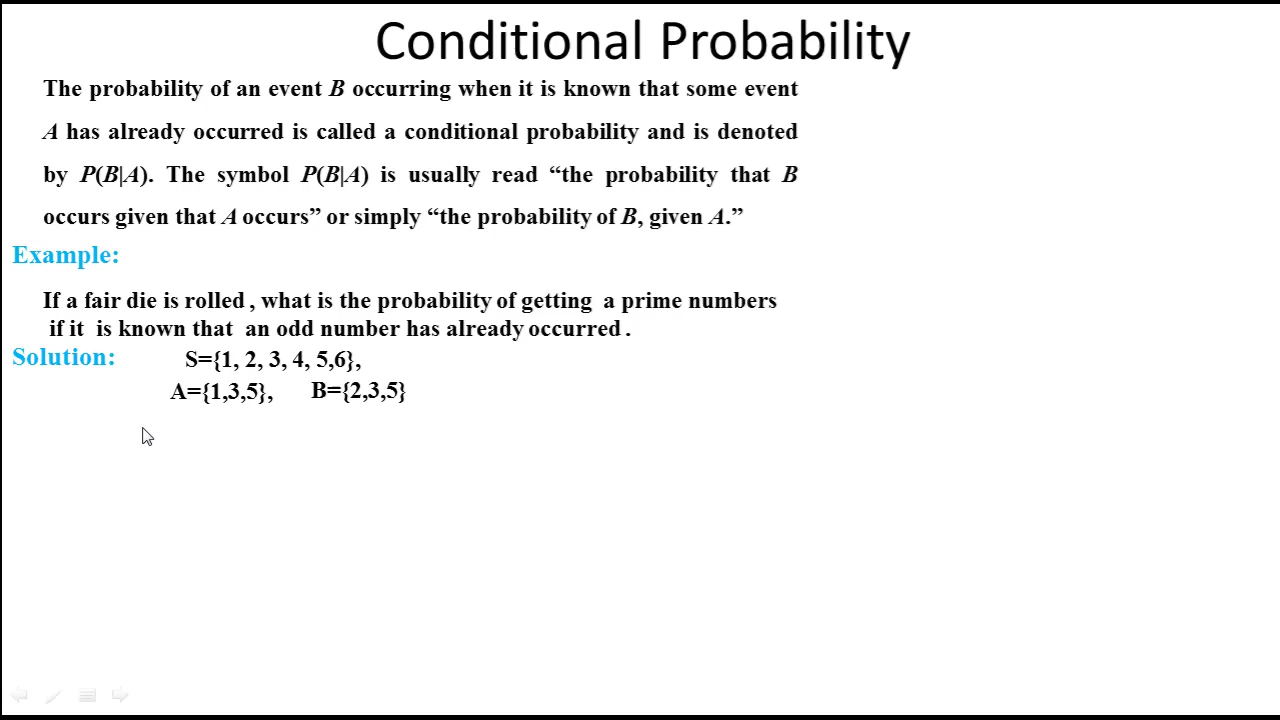 Conditional Probability
The probability of an event B occurring when it is known that some event
A has already occurred is called a conditional probability and is denoted
by P(B|A). The symbol P(B|A) is usually read “the probability that B
occurs given that A occurs” or simply “the probability of B, given A.”
Example:
If a fair die is rolled , what is the probability of getting a prime numbers
if it is known that an odd number has already occurred .
Solution:
S={1, 2, 3, 4, 5,6},
A={1,3,5}, B={2,3,5}